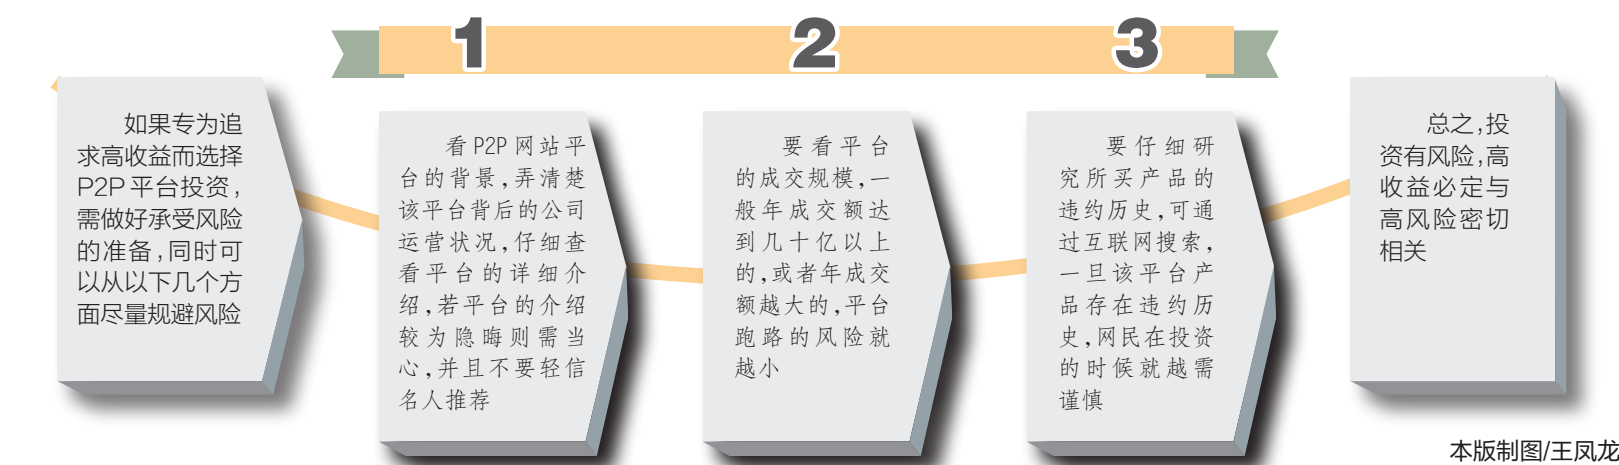 1
2
3
如果专为追
求高收益而选择
P2P平台投资,
需做好承受风险
的准备,同时可
以从以下几个方
面尽量规避风险
看P2P网站平
台的背景,弄清楚
该平台背后的公司
运营状况,仔细查
看平台的详细介
绍,若平台的介绍
较为隐晦则需当
心,并且不要轻信
名人推荐
要看平台
的成交规模,一
般年成交额达
到几十亿以上
的,或者年成交
额越大的,平台
跑路的风险就
越小
要仔细研
究所买产品的
违约历史,可通
过互联网搜索,
一旦该平台产
品存在违约历
史,网民在投资
的时候就越需
谨慎
总之,投
资有风险,高
收益必定与
高风险密切
相关
本版制图/王凤龙